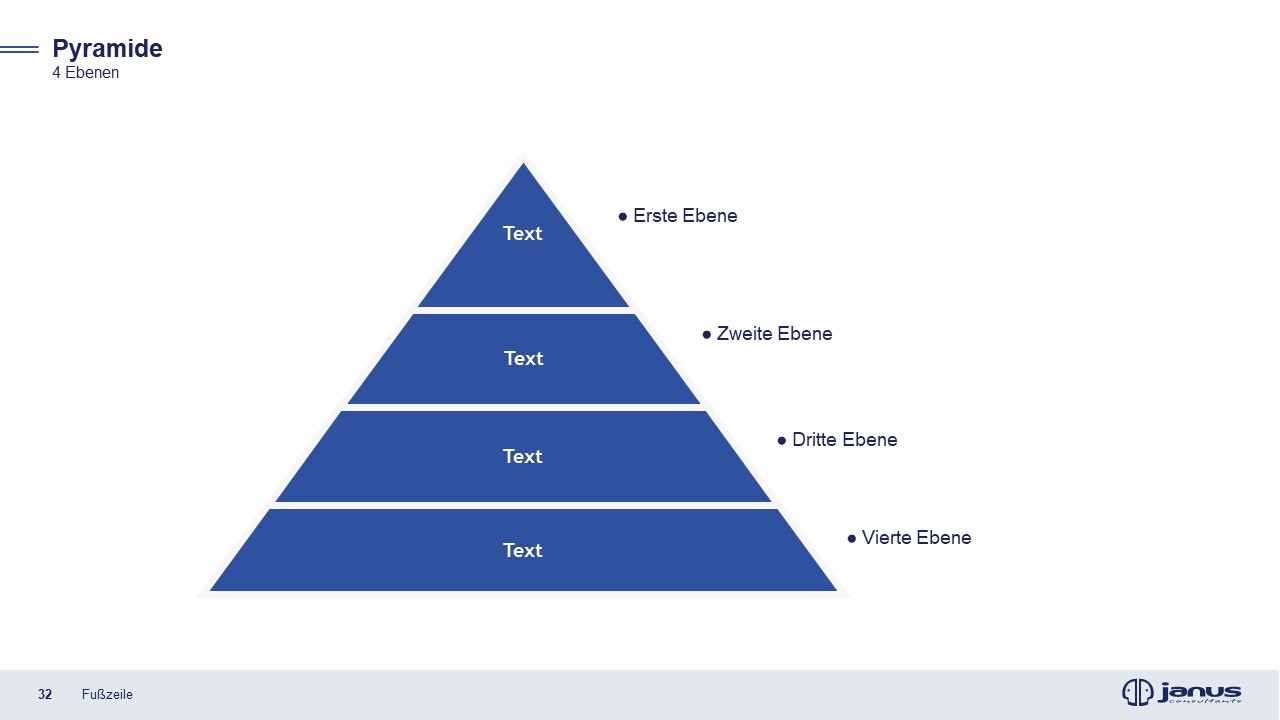 Pyramide
4 Ebenen
Text
● Erste Ebene
Text
● Zweite Ebene
Text
● Dritte Ebene
Text
● Vierte Ebene
32 Fußzeile
janus
consultants